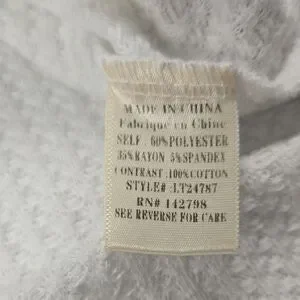 MADE IN CHINA
Fabrique en Chine
SELF : 60%POLYESTER
35%RAYON 5%SPANDEX
CONTRAST : 100%COTTON
STYLE# : LT24787
RN# 142798
SEE REVERSE FOR CARE